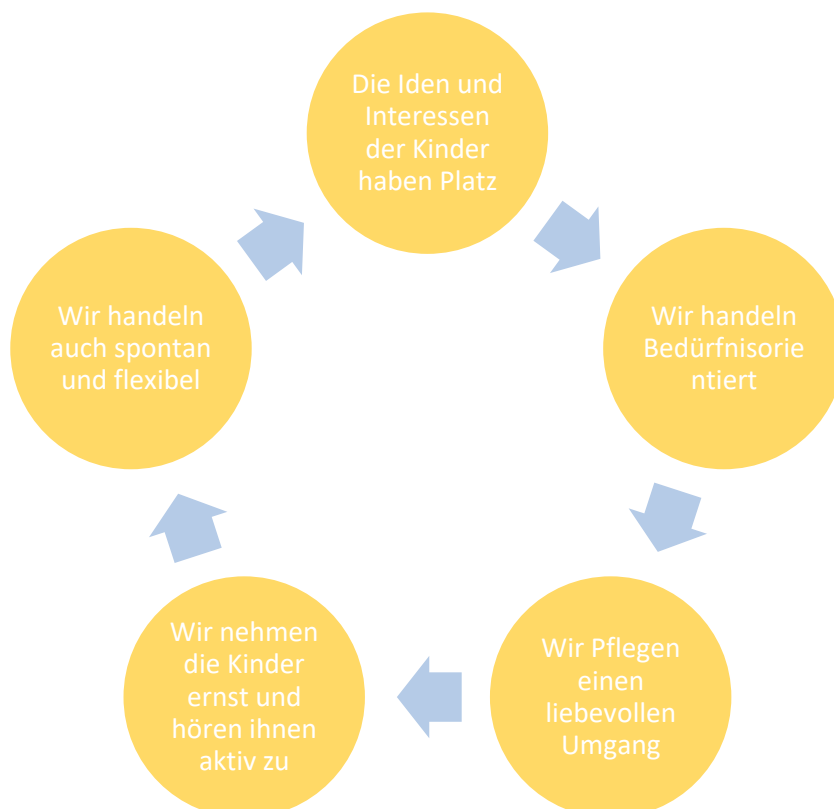 Die Iden und
Interessen
der Kinder
haben Platz
Wir handeln
Bedürfnisorie
ntiert
Wir Pflegen
einen
liebevollen
Umgang
Wir nehmen
die Kinder
ernst und
hören ihnen
aktiv zu
Wir handeln
auch spontan
und flexibel